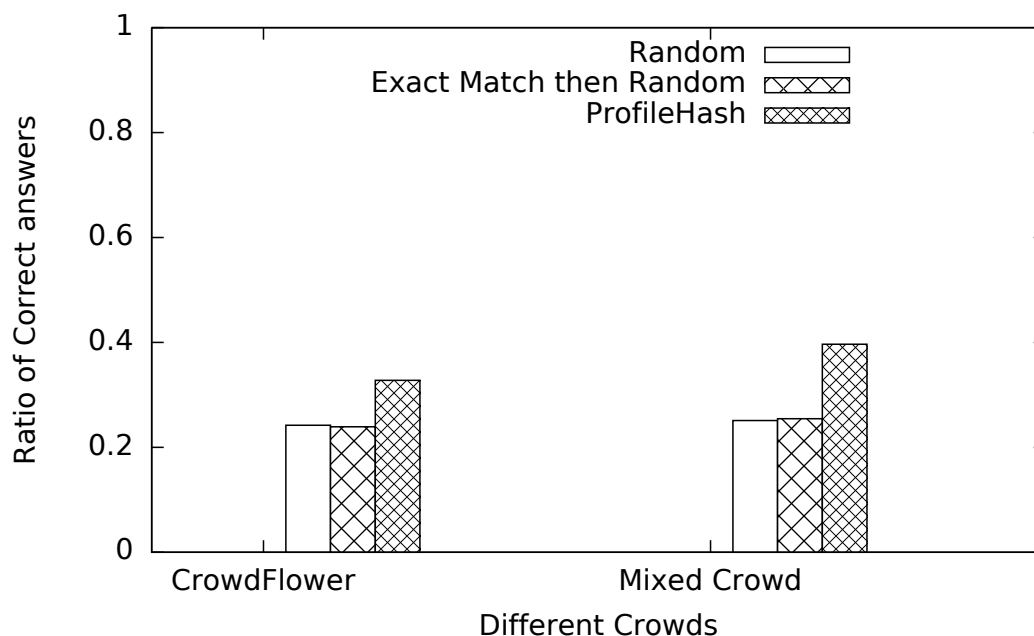 1
0.8
0.6
0.4
0.2
0
Ratio of Correct answers
Random
Exact Match then Random
ProfileHash
CrowdFlower
Mixed Crowd
Different Crowds